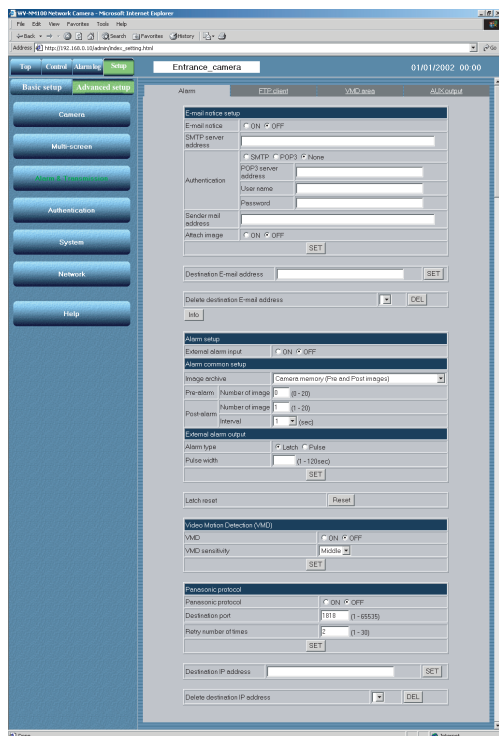 WV-NM100 Network Camera - Microsoft Internet Explorer
File Edit View Favorites Tools Help
Back Search Favorites History
Address http://192.168.0.10/admin/index_setting.html Go
Top Control Alarm log Setup
Entrance_camera 01/01/2002 00:00
Basic setup Advanced setup
Alarm FTP client VMD area AUX output
Camera
Multi-screen
Authentication
System
Network
Help
E-mail notice setup
E-mail notice ON OFF
SMTP server address
Authentication SMTP POP3 None
POP3 server address
User name
Password
Sender mail address
Attach image ON OFF
SET
Destination E-mail address SET
Delete destination E-mail address DEL
Info
Alarm setup
External alarm input ON OFF
Alarm common setup
Image archive Camera memory (Pre and Post images)
Pre-alarm Number of image 0 (0 - 20)
Post-alarm Number of image 1 (1 - 20)
Interval 1 (sec)
External alarm output
Alarm type Latch Pulse
Pulse width (1 - 120sec)
SET
Latch reset Reset
Video Motion Detection (VMD)
VMD ON OFF
VMD sensitivity Middle
SET
Panasonic protocol
Panasonic protocol ON OFF
Destination port 1818 (1 - 65535)
Retry number of times 2 (1 - 30)
SET
Destination IP address SET
Delete destination IP address DEL
Done Internet